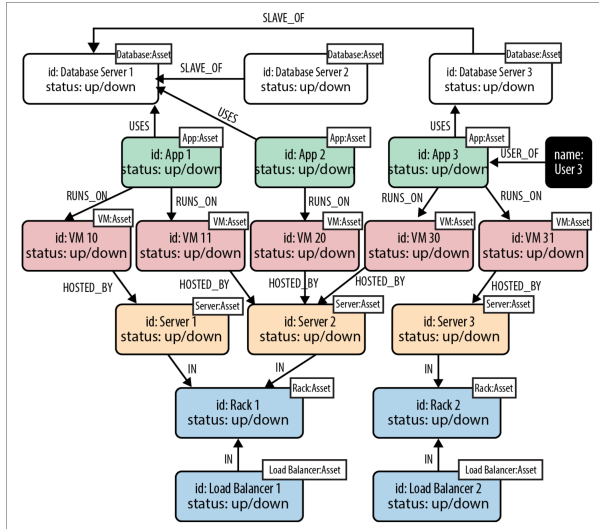 SLAVE_OF
Database:Asset
id: Database Server 1
status: up/down
SLAVE_OF
Database:Asset
id: Database Server 2
status: up/down
Database:Asset
id: Database Server 3
status: up/down
USES
USES
USES
App:Asset
id: App 1
status: up/down
App:Asset
id: App 2
status: up/down
App:Asset
id: App 3
status: up/down
USER_OF
name:
User 3
RUNS_ON
RUNS_ON
RUNS_ON
RUNS_ON
RUNS_ON
VM:Asset
id: VM 10
status: up/down
VM:Asset
id: VM 11
status: up/down
VM:Asset
id: VM 20
status: up/down
VM:Asset
id: VM 30
status: up/down
VM:Asset
id: VM 31
status: up/down
HOSTED_BY
HOSTED_BY
HOSTED_BY
HOSTED_BY
Server:Asset
id: Server 1
status: up/down
Server:Asset
id: Server 2
status: up/down
Server:Asset
id: Server 3
status: up/down
IN
IN
IN
Rack:Asset
id: Rack 1
status: up/down
Rack:Asset
id: Rack 2
status: up/down
IN
IN
Load Balancer:Asset
id: Load Balancer 1
status: up/down
Load Balancer:Asset
id: Load Balancer 2
status: up/down